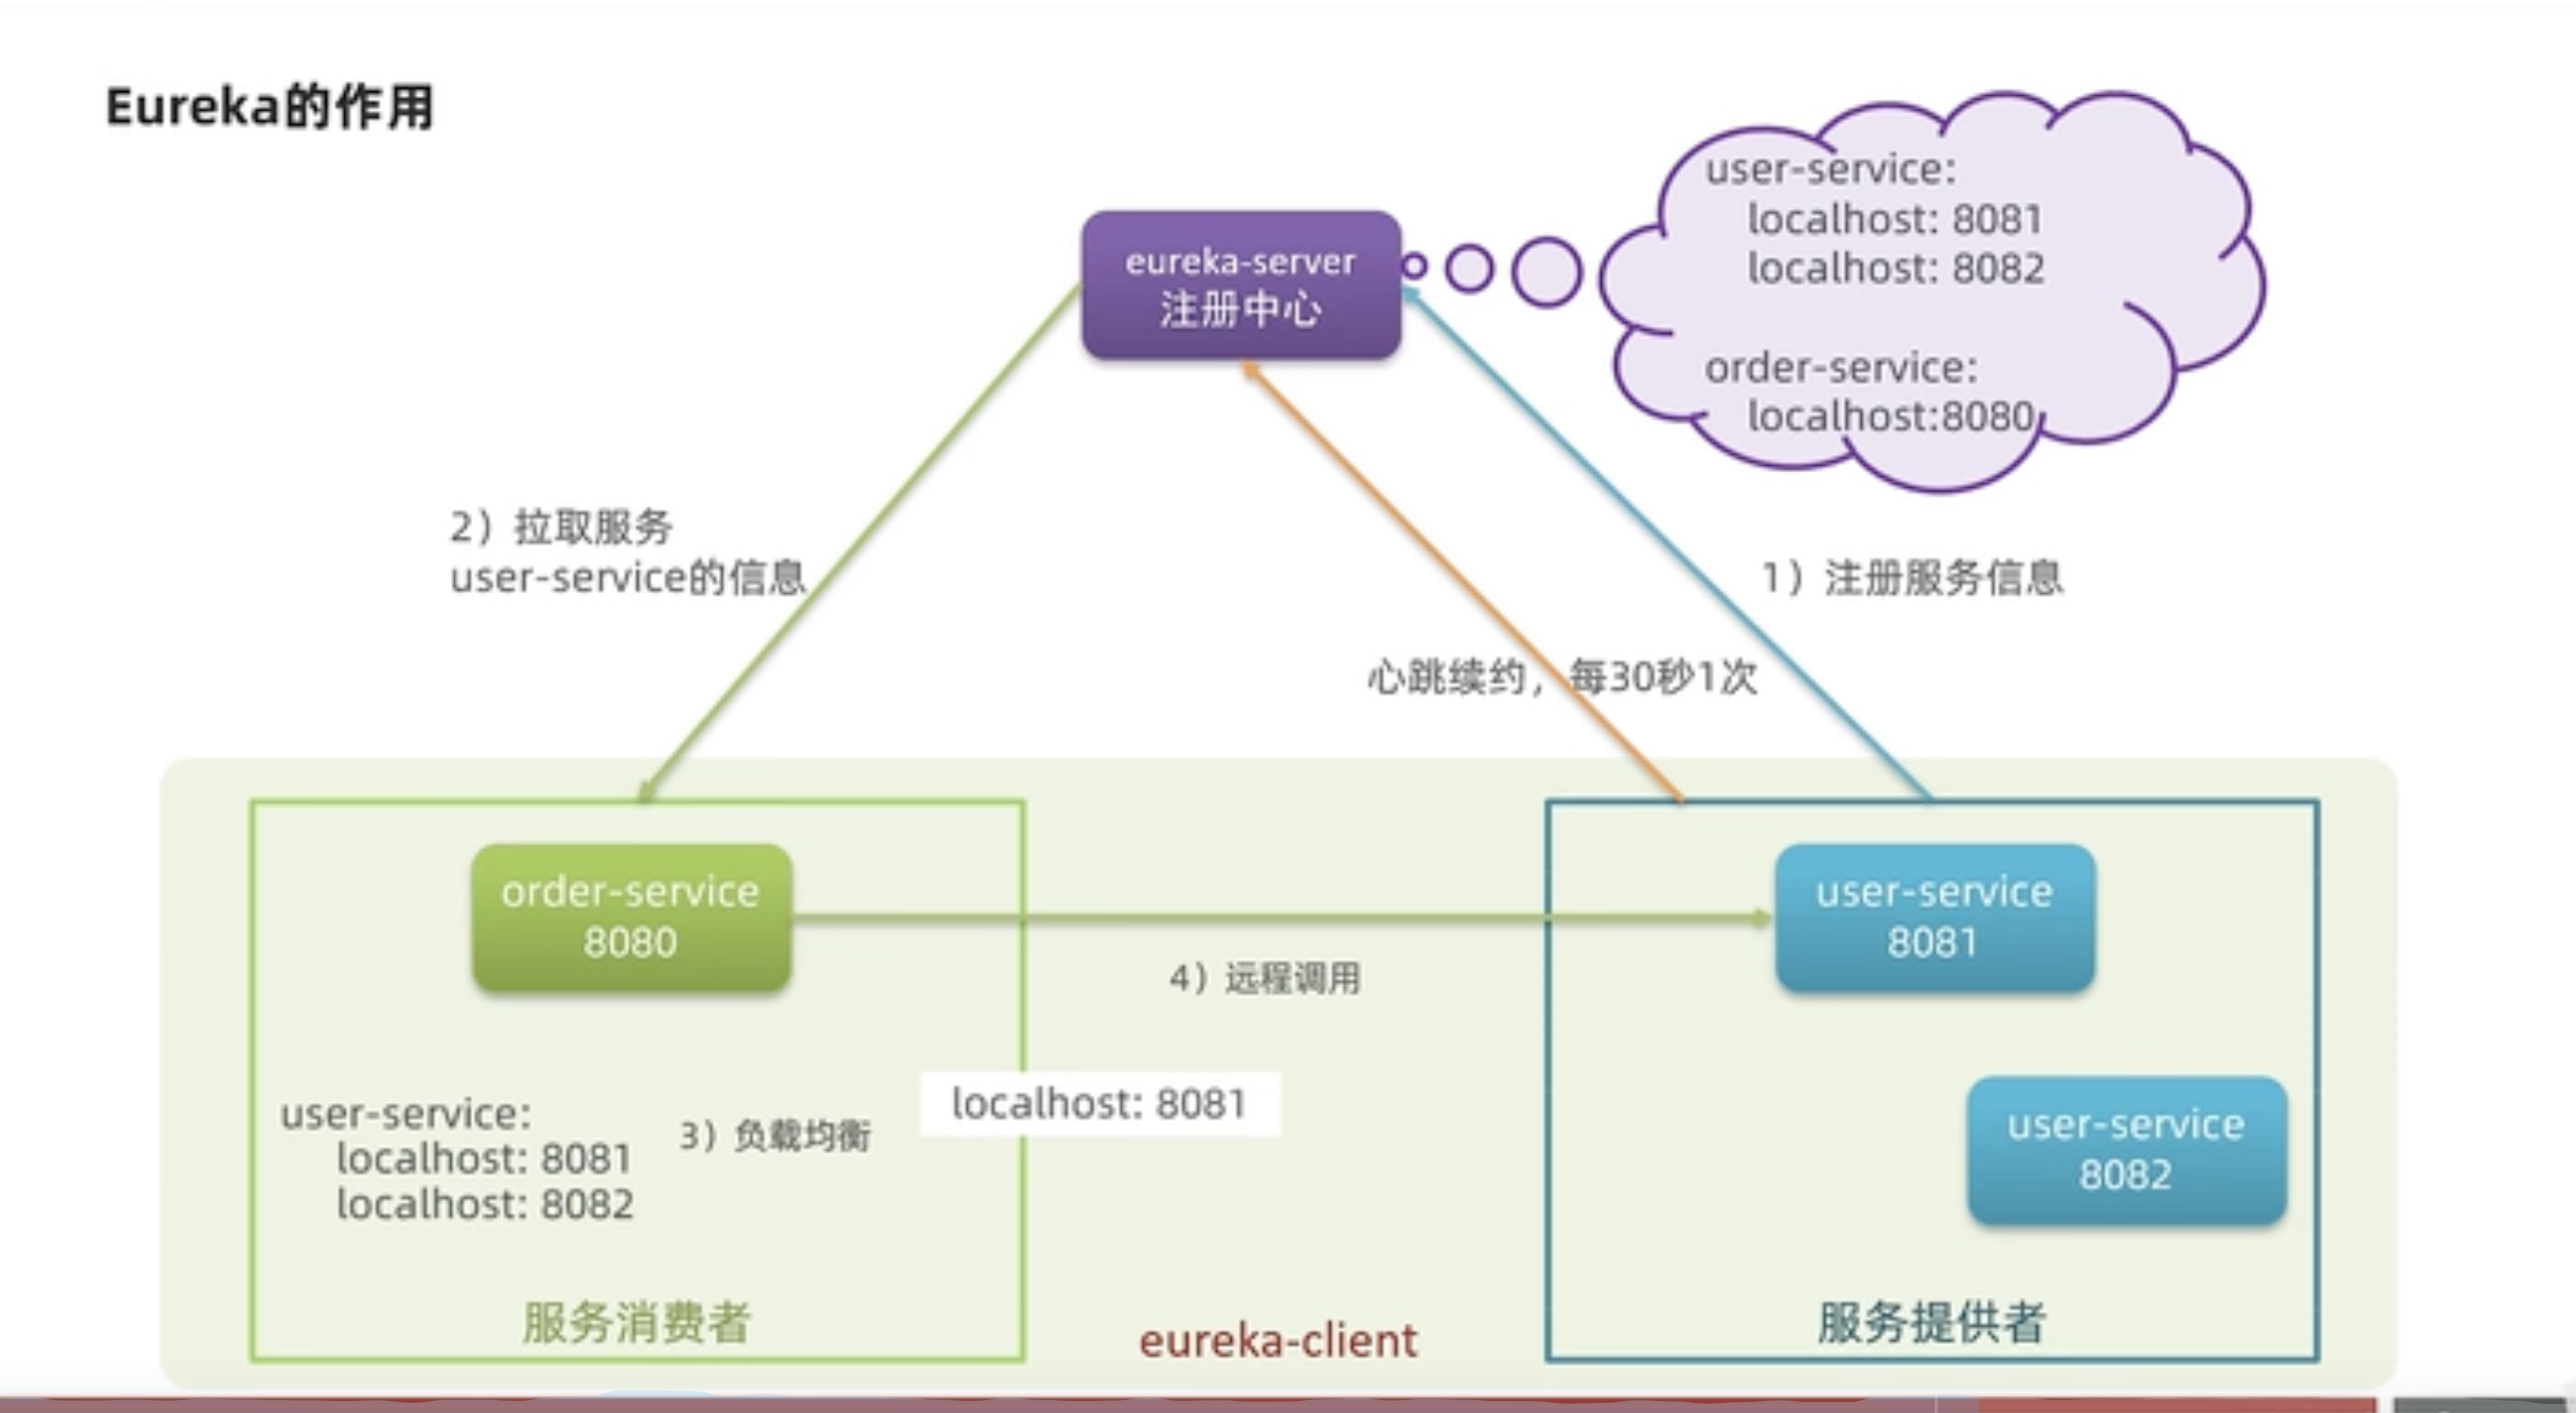 Eureka的作用
eureka-server
注册中心
user-service:
localhost: 8081
localhost: 8082
order-service:
localhost:8080
2）拉取服务
user-service的信息
1）注册服务信息
心跳续约，每30秒1次
order-service
8080
user-service
8081
4）远程调用
user-service:
localhost: 8081
localhost: 8082
3）负载均衡
localhost: 8081
user-service
8082
服务消费者
eureka-client
服务提供者